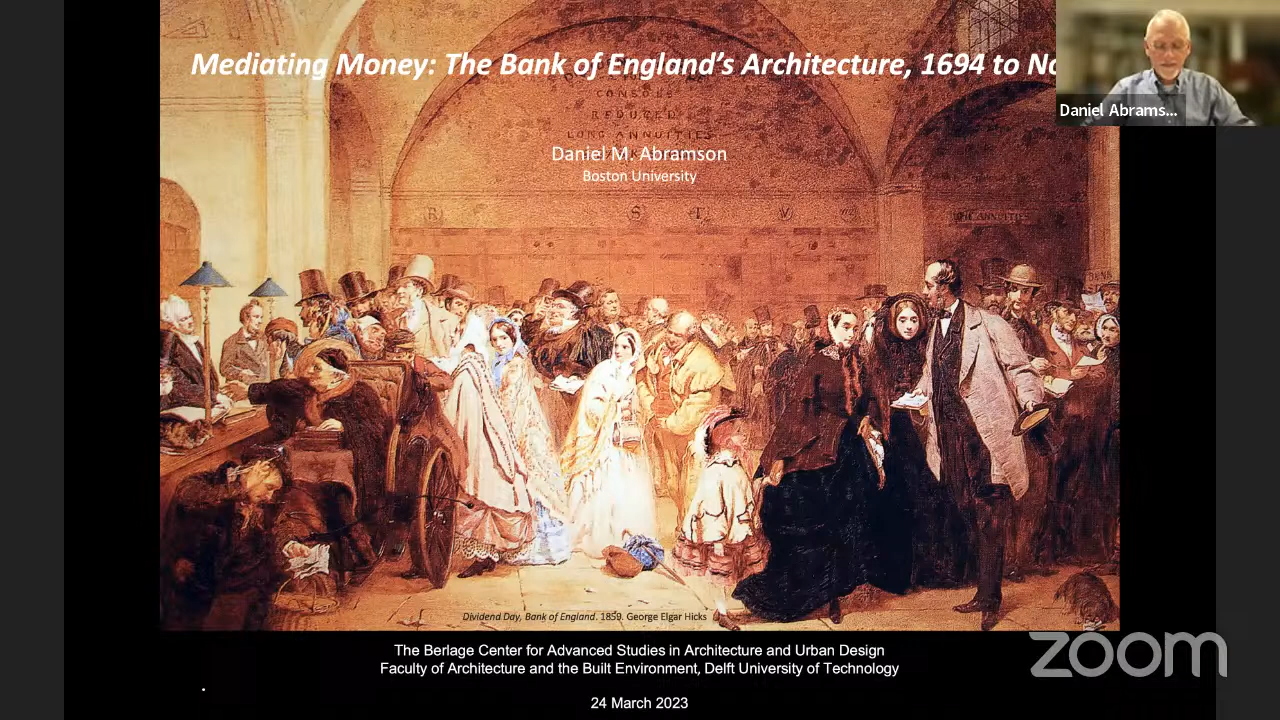 Mediating Money: The Bank of England's Architecture, 1694 to No
CONSOLS
REDUCED
LONG ANNUITIES
Daniel M. Abramson
Boston University
R S T V W
Daniel Abrams...
Dividend Day, Bank of England. 1859. George Elgar Hicks
The Berlage Center for Advanced Studies in Architecture and Urban Design
Faculty of Architecture and the Built Environment, Delft University of Technology
24 March 2023
zoom